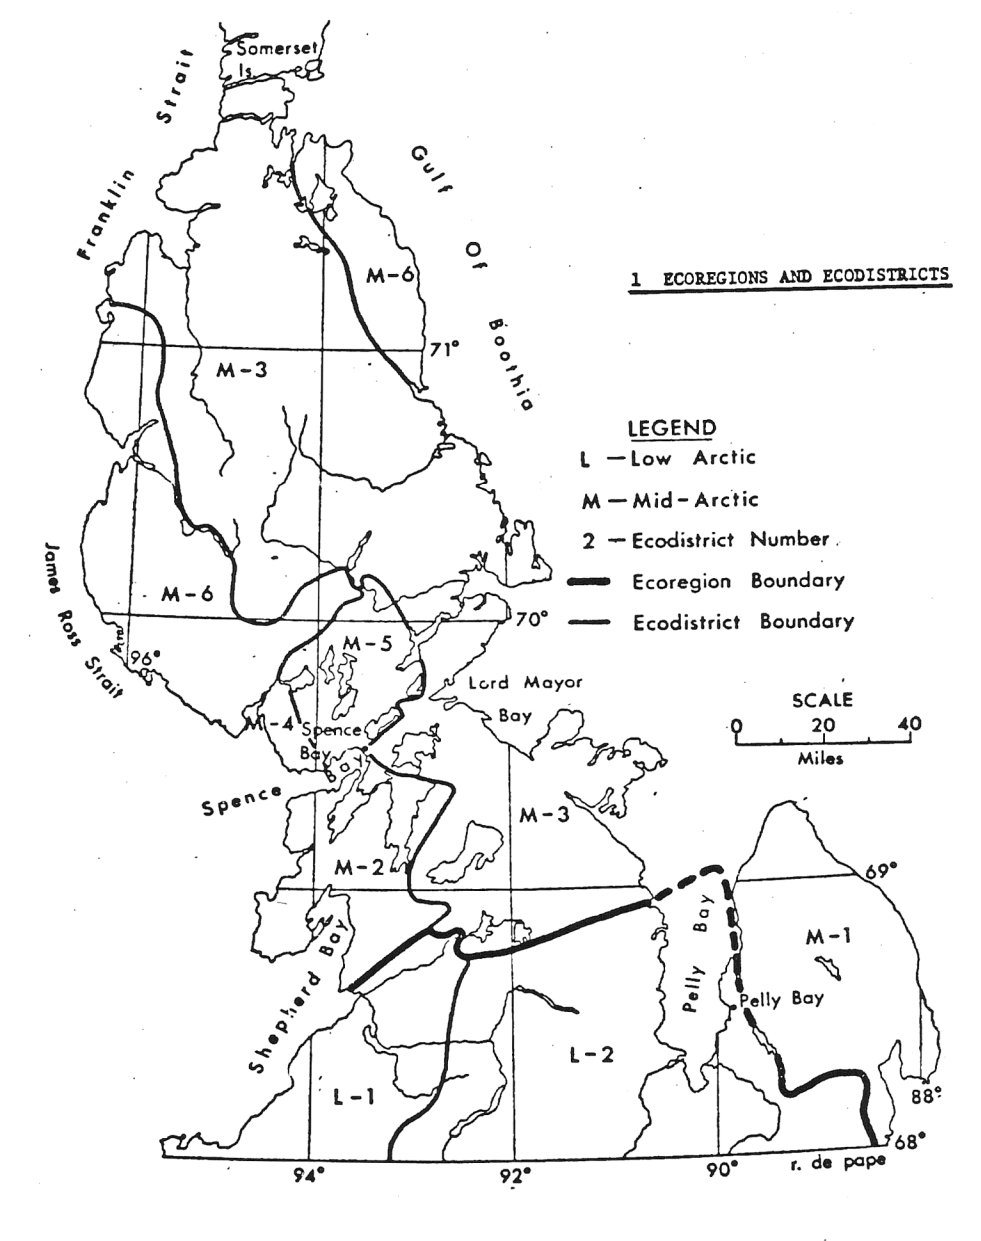 Somerset
Is.
Franklin Strait
Gulf Of Boothia
1 ECOREGIONS AND ECODISTRICTS
M-6
71°
M-3
LEGEND
L — Low Arctic
M — Mid-Arctic
2 — Ecodistrict Number.
Ecoregion Boundary
Ecodistrict Boundary
James Ross Strait
M-6
70°
96°
M-5
Lord Mayor
Bay
SCALE
0 20 40
Miles
M-4
Spence
Bay
Spence Bay
M-3
M-2
69°
Shepherd Bay
Pelly Bay
M-1
Pelly Bay
L-2
L-1
88°
68°
94°
92°
90°
r. de pape